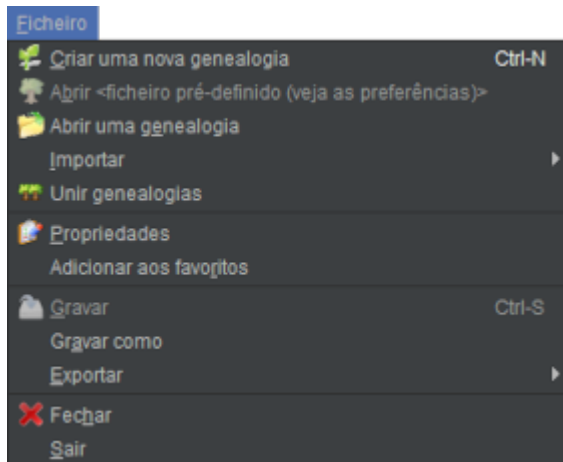 Ficheiro
Criar uma nova genealogia Ctrl-N
Abrir <ficheiro pré-definido (veja as preferências)>
Abrir uma genealogia
Importar
Unir genealogias
Propriedades
Adicionar aos favoritos
Gravar Ctrl-S
Gravar como
Exportar
Fechar
Sair